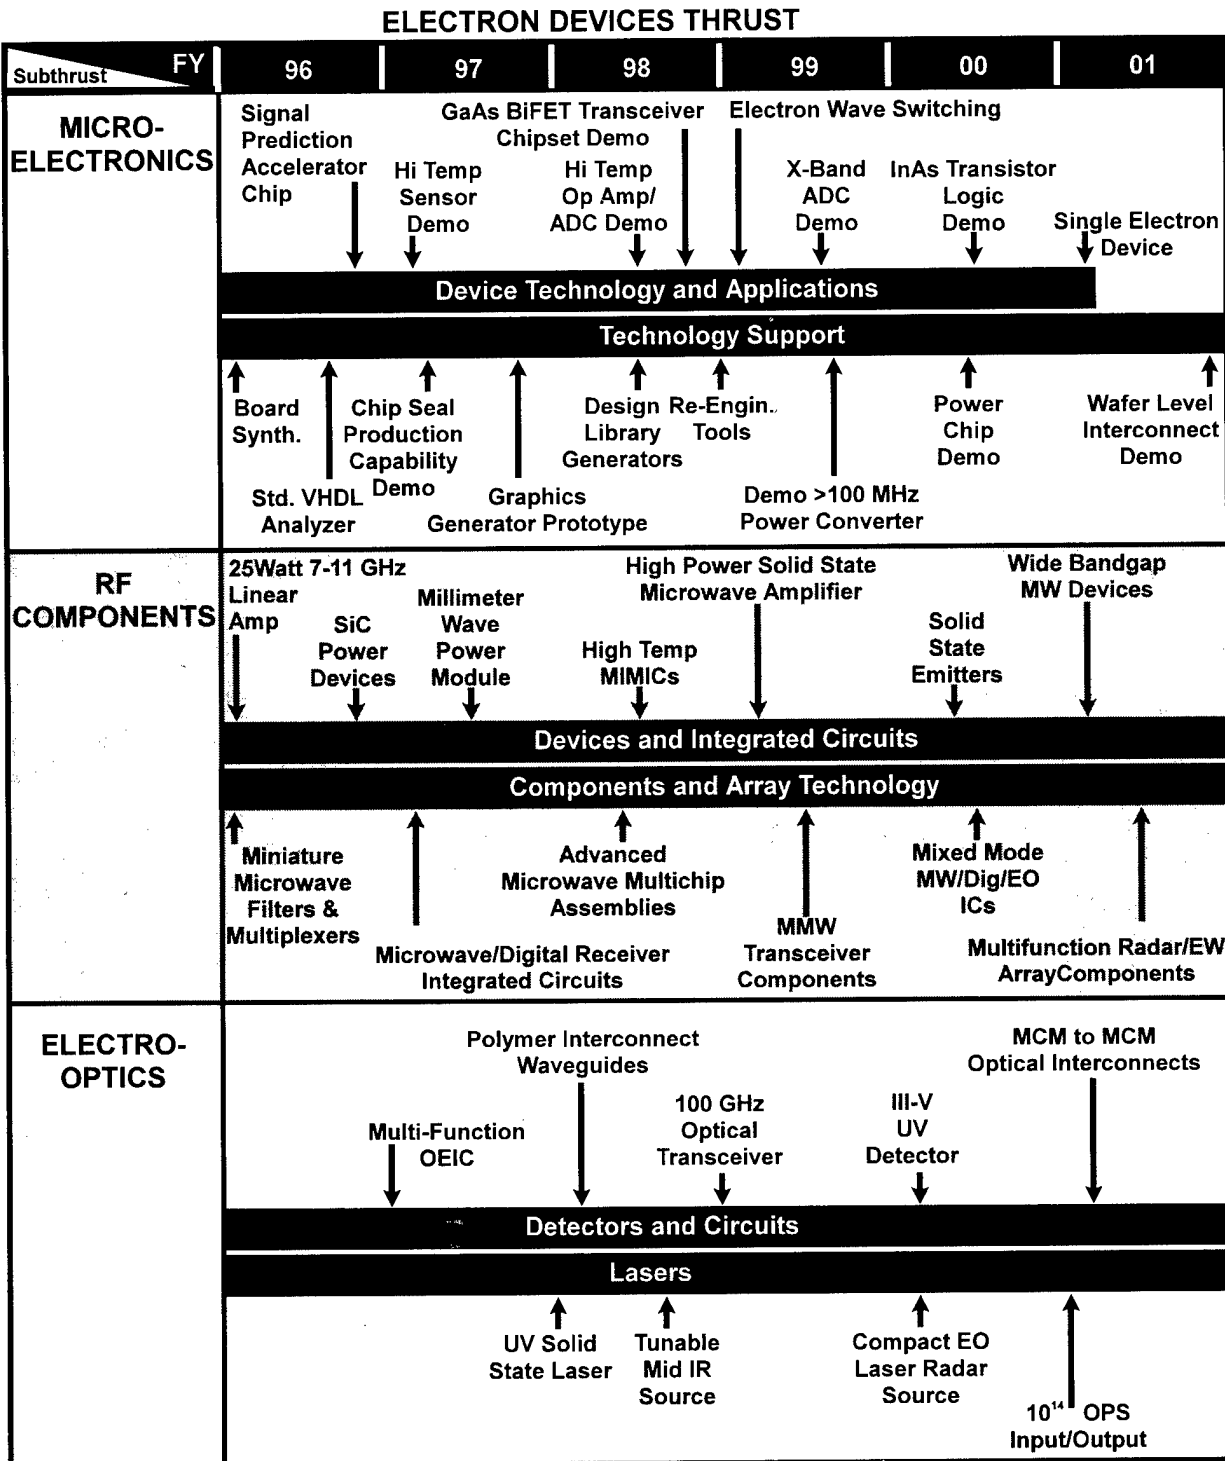 ELECTRON DEVICES THRUST
Subthrust FY 96 97 98 99 00 01
MICRO-
ELECTRONICS
Signal
Prediction
Accelerator
Chip
Hi Temp
Sensor
Demo
GaAs BiFET Transceiver
Chipset Demo
Hi Temp
Op Amp/
ADC Demo
Electron Wave Switching
X-Band
ADC
Demo
InAs Transistor
Logic
Demo
Single Electron
Device
Device Technology and Applications
Technology Support
Board
Synth.
Std. VHDL
Analyzer
Chip Seal
Production
Capability
Demo
Graphics
Generator Prototype
Design
Library
Generators
Re-Engin.
Tools
Demo >100 MHz
Power Converter
Power
Chip
Demo
Wafer Level
Interconnect
Demo
RF
COMPONENTS
25Watt 7-11 GHz
Linear
Amp
SiC
Power
Devices
Millimeter
Wave
Power
Module
High Temp
MIMICs
High Power Solid State
Microwave Amplifier
Solid
State
Emitters
Wide Bandgap
MW Devices
Devices and Integrated Circuits
Components and Array Technology
Miniature
Microwave
Filters &
Multiplexers
Microwave/Digital Receiver
Integrated Circuits
Advanced
Microwave Multichip
Assemblies
MMW
Transceiver
Components
Mixed Mode
MW/Dig/EO
ICs
Multifunction Radar/EW
ArrayComponents
ELECTRO-
OPTICS
Multi-Function
OEIC
Polymer Interconnect
Waveguides
100 GHz
Optical
Transceiver
III-V
UV
Detector
MCM to MCM
Optical Interconnects
Detectors and Circuits
Lasers
UV Solid
State Laser
Tunable
Mid IR
Source
Compact EO
Laser Radar
Source
10¹⁴ OPS
Input/Output